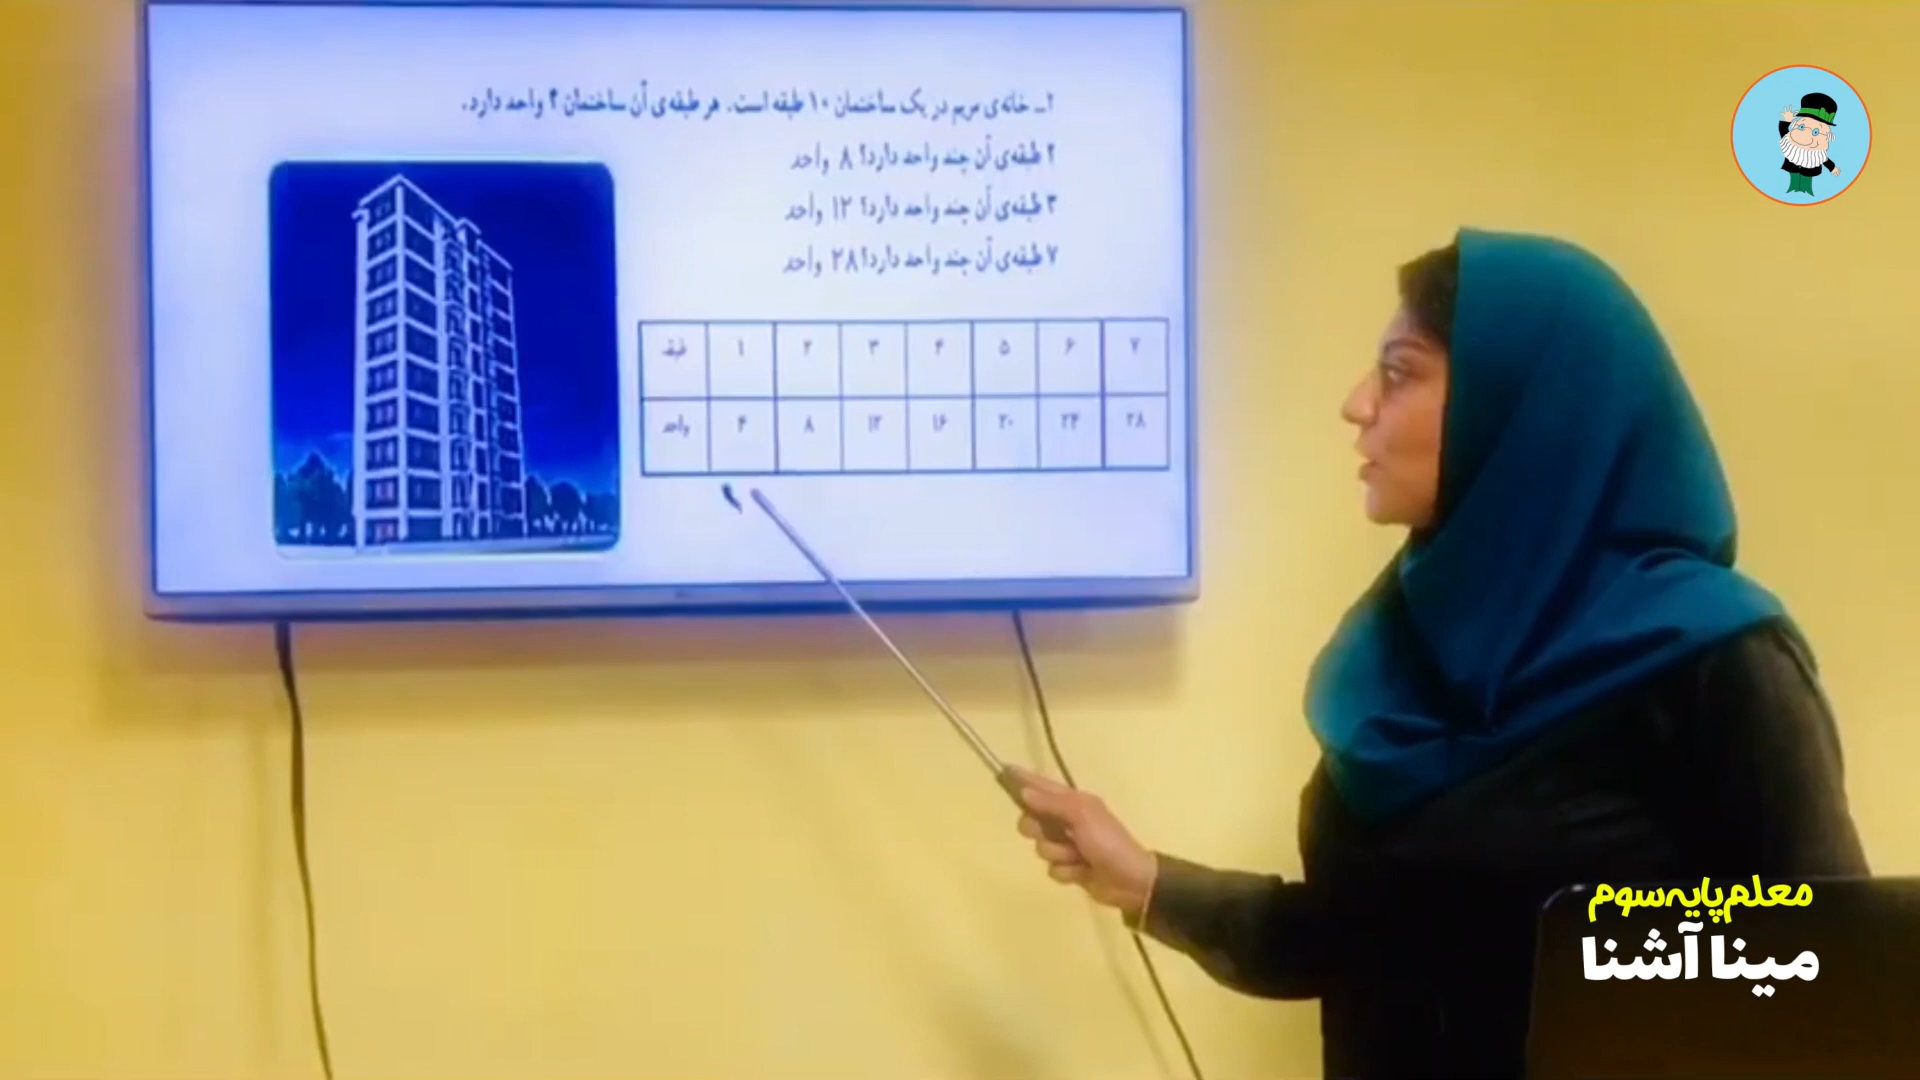 ۲ـ خانه‌ی مریم در یک ساختمان ۱۰ طبقه است. هر طبقه‌ی آن ساختمان ۴ واحد دارد.
۲ طبقه‌ی آن چند واحد دارد؟ ۸ واحد
۳ طبقه‌ی آن چند واحد دارد؟ ۱۲ واحد
۷ طبقه‌ی آن چند واحد دارد؟ ۲۸ واحد
طبقه ۱ ۲ ۳ ۴ ۵ ۶ ۷
واحد ۴ ۸ ۱۲ ۱۶ ۲۰ ۲۴ ۲۸
معلم پایه سوم
مینا آشنا